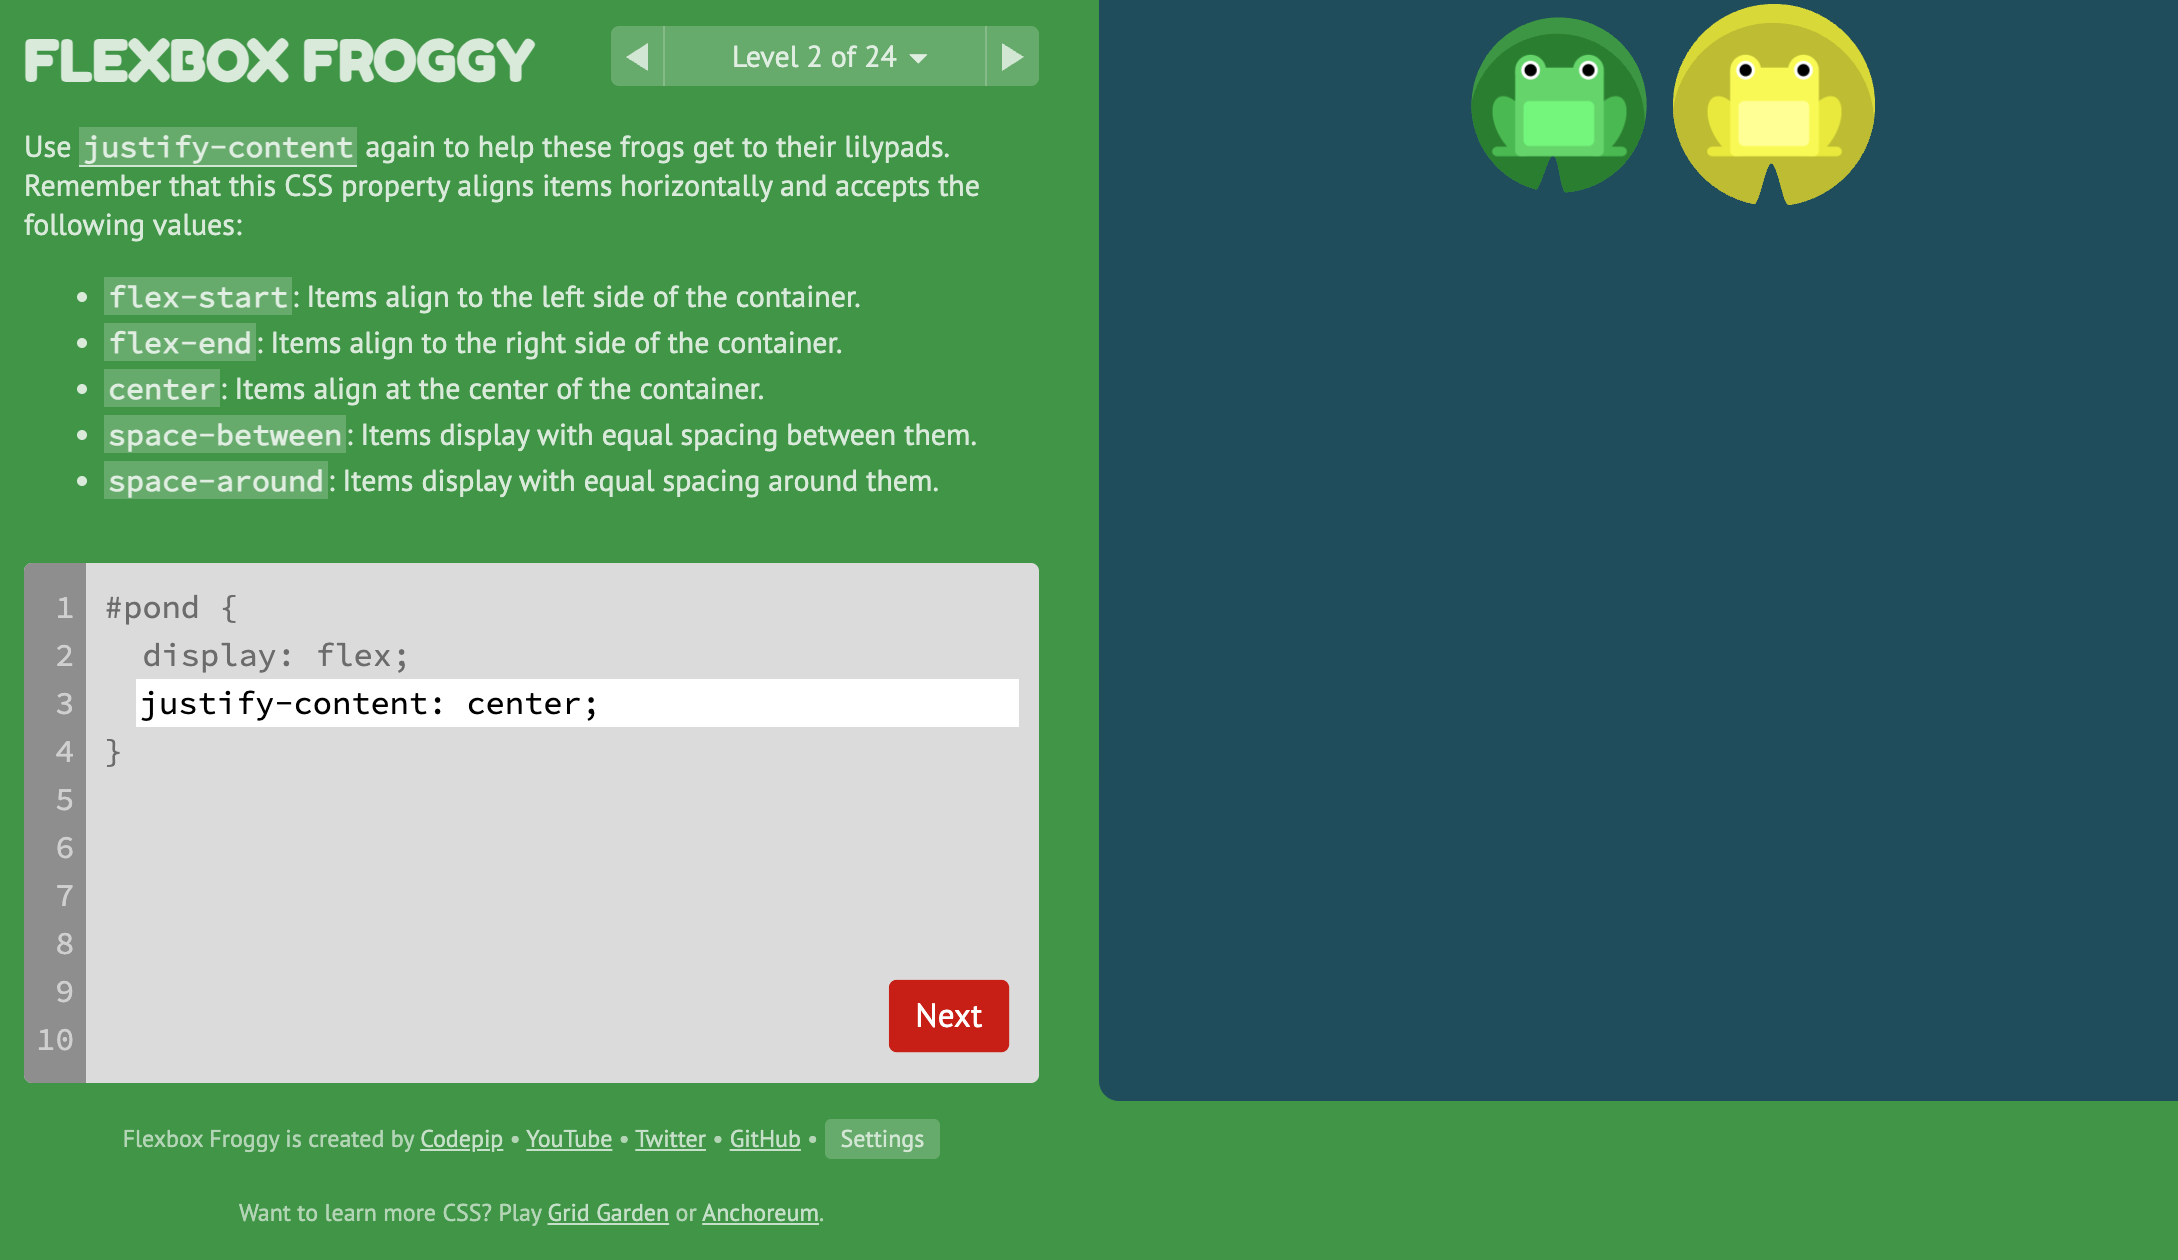 FLEXBOX FROGGY
Level 2 of 24
Use justify-content again to help these frogs get to their lilypads.
Remember that this CSS property aligns items horizontally and accepts the
following values:
flex-start: Items align to the left side of the container.
flex-end: Items align to the right side of the container.
center: Items align at the center of the container.
space-between: Items display with equal spacing between them.
space-around: Items display with equal spacing around them.
1 #pond {
2 display: flex;
3 justify-content: center;
4 }
5
6
7
8
9
10
Next
Flexbox Froggy is created by Codepip • YouTube • Twitter • GitHub • Settings
Want to learn more CSS? Play Grid Garden or Anchoreum.